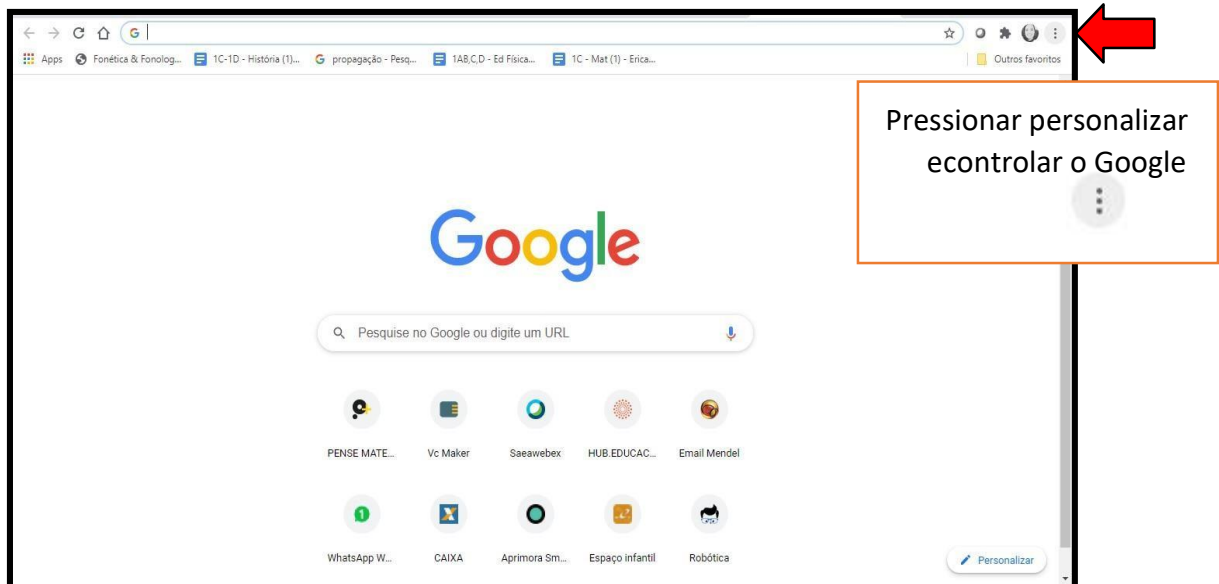 G
Apps Fonética & Fonolog... 1C-1D - História (1)... G propagação - Pesq... 1AB,C,D - Ed Física... 1C - Mat (1) - Erica... Outros favoritos
Pressionar personalizar
econtrolar o Google
Google
Pesquise no Google ou digite um URL
PENSE MATE... Vc Maker Saeawebex HUB.EDUCAC... Email Mendel
1
WhatsApp W... CAIXA Aprimora Sm... Espaço infantil Robótica
Personalizar